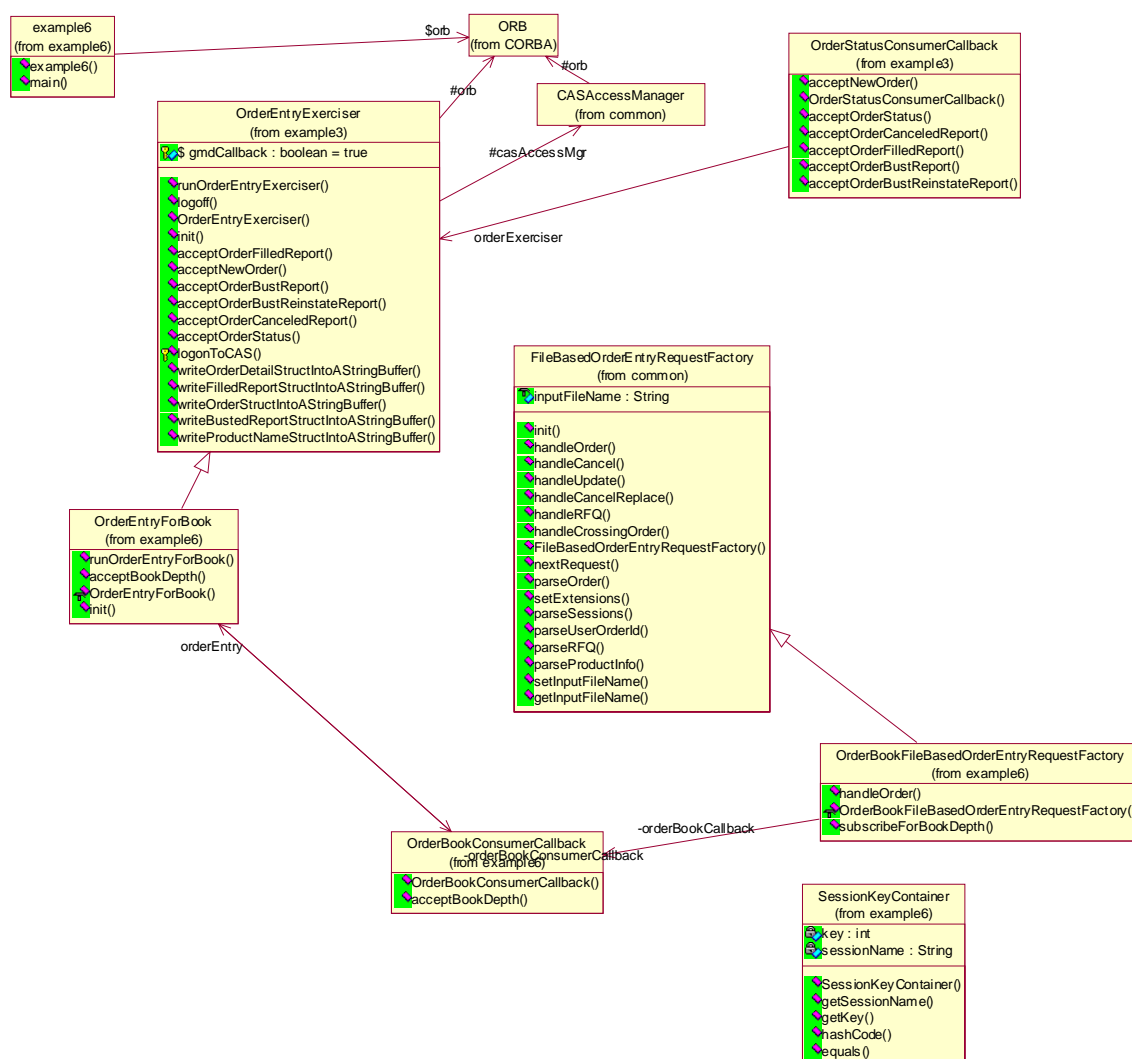 example6
(from example6)
example6()
main()
$orb
ORB
(from CORBA)
#orb
#orb
CASAccessManager
(from common)
#casAccessMgr
OrderStatusConsumerCallback
(from example3)
acceptNewOrder()
OrderStatusConsumerCallback()
acceptOrderStatus()
acceptOrderCanceledReport()
acceptOrderFilledReport()
acceptOrderBustReport()
acceptOrderBustReinstateReport()
orderExerciser
OrderEntryExerciser
(from example3)
$ gmdCallback : boolean = true
runOrderEntryExerciser()
logoff()
OrderEntryExerciser()
init()
acceptOrderFilledReport()
acceptNewOrder()
acceptOrderBustReport()
acceptOrderBustReinstateReport()
acceptOrderCanceledReport()
acceptOrderStatus()
logonToCAS()
writeOrderDetailStructIntoAStringBuffer()
writeFilledReportStructIntoAStringBuffer()
writeOrderStructIntoAStringBuffer()
writeBustedReportStructIntoAStringBuffer()
writeProductNameStructIntoAStringBuffer()
FileBasedOrderEntryRequestFactory
(from common)
inputFileName : String
init()
handleOrder()
handleCancel()
handleUpdate()
handleCancelReplace()
handleRFQ()
handleCrossingOrder()
FileBasedOrderEntryRequestFactory()
nextRequest()
parseOrder()
setExtensions()
parseSessions()
parseUserOrderId()
parseRFQ()
parseProductInfo()
setInputFileName()
getInputFileName()
OrderEntryForBook
(from example6)
runOrderEntryForBook()
acceptBookDepth()
OrderEntryForBook()
init()
orderEntry
OrderBookFileBasedOrderEntryRequestFactory
(from example6)
handleOrder()
OrderBookFileBasedOrderEntryRequestFactory()
subscribeForBookDepth()
-orderBookCallback
OrderBookConsumerCallback
(from example6)
-orderBookConsumerCallback
OrderBookConsumerCallback()
acceptBookDepth()
SessionKeyContainer
(from example6)
key : int
sessionName : String
SessionKeyContainer()
getSessionName()
getKey()
hashCode()
equals()